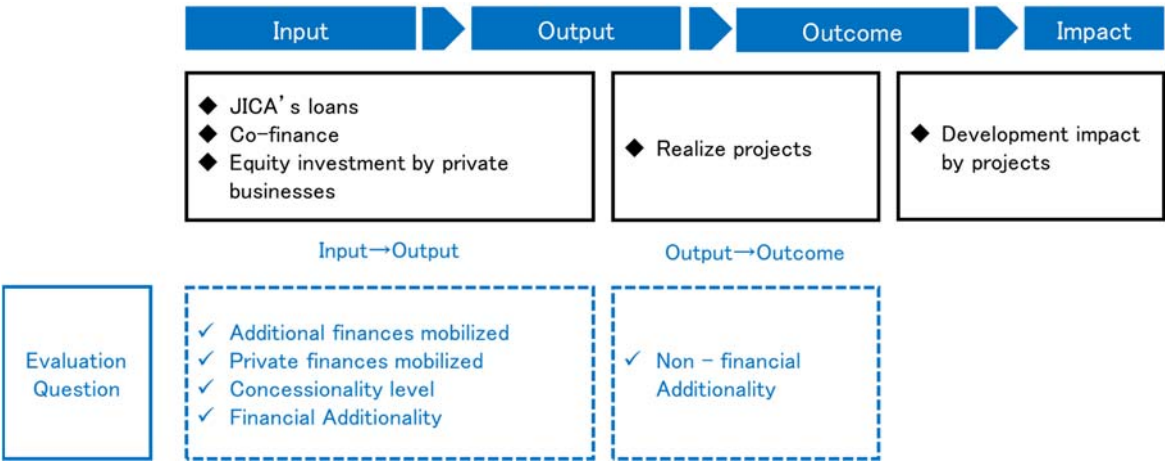 Input
Output
Outcome
Impact
◆ JICA's loans
◆ Co-finance
◆ Equity investment by private
businesses
◆ Realize projects
◆ Development impact
by projects
Input→Output
Output→Outcome
Evaluation
Question
✓ Additional finances mobilized
✓ Private finances mobilized
✓ Concessionality level
✓ Financial Additionality
✓ Non - financial
Additionality